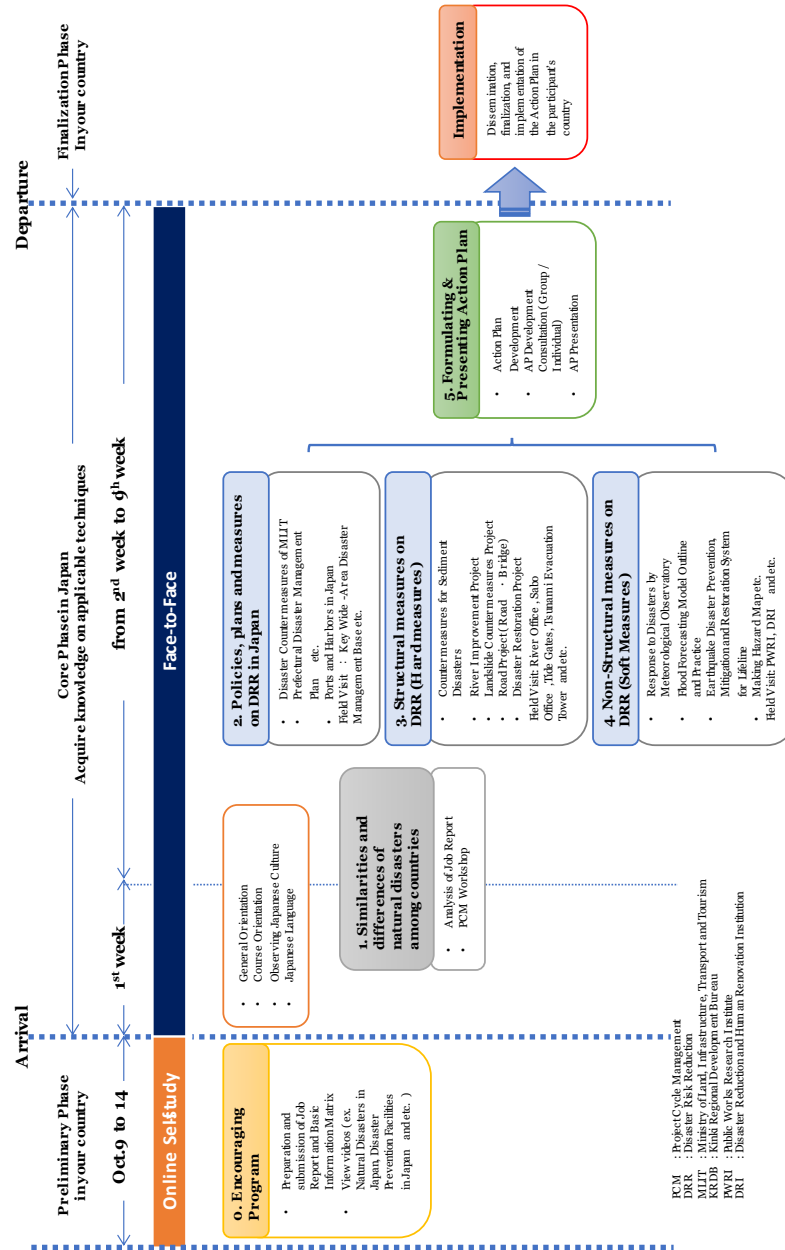 Arrival
Departure
Preliminary Phase
in your country
Core Phase in Japan
Acquire knowledge on applicable techniques
Finalization Phase
In your country
Oct.9 to 14
1st week
from 2nd week to 9h week
Online Self-study
Face-to-Face
0. Encouraging
Program
• Preparation and
submission of Job
Report and Basic
Information Matrix
• View videos (ex.
Natural Disasters in
Japan, Disaster
Prevention Facilities
in Japan and etc. )
• General Orientation
• Course Orientation
• Observing Japanese Culture
• Japanese Language
1. Similarities and
differences of
natural disasters
among countries
• Analysis of Job Report
• PCM Workshop
2. Policies, plans and measures
on DRR in Japan
• Disaster Countermeasures of MLIT
• Prefectural Disaster Management
Plan etc.
• Ports and Harbors in Japan
Field Visit : Key Wide -Area Disaster
Management Base etc.
3. Structural measures on
DRR (Hard measures)
• Countermeasures for Sediment
Disasters
• River Improvement Project
• Landslide Countermeasures Project
• Road Project ( Road · Bridge)
• Disaster Restoration Project
Field Visit: River Office , Sabo
Office , Tide Gates, Tsunami Evacuation
Tower and etc.
4. Non-Structural measures on
DRR (Soft Measures)
• Response to Disasters by
Meteorological Observatory
• Flood Forecasting Model Outline
and Practice
• Earthquake Disaster Prevention,
Mitigation and Restoration System
for Lifeline
• Making Hazard Map etc.
Field Visit: PWRI, DRI and etc.
5. Formulating &
Presenting Action Plan
• Action Plan
Development
• AP Development
Consultation ( Group /
Individual)
• AP Presentation
Implementation
Dissemination,
finalization, and
implementation of
the Action Plan in
the participant's
country
PCM : Project Cycle Management
DRR : Disaster Risk Reduction
MLIT : Ministry of Land, Infrastructure, Transport and Tourism
KRDB : Kinki Regional Development Bureau
PWRI : Public Works Research Institute
DRI : Disaster Reduction and Human Renovation Institution